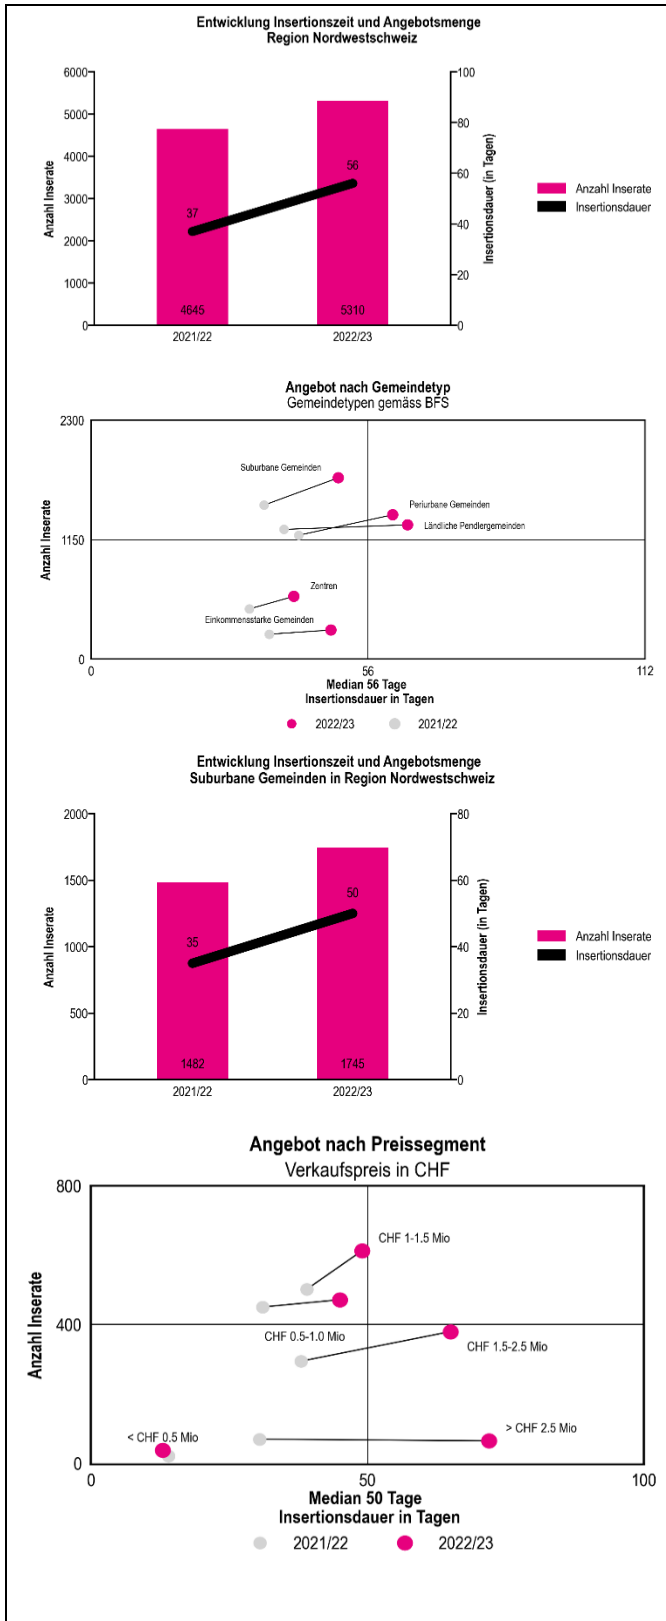 Entwicklung Insertionszeit und Angebotsmenge
Region Nordwestschweiz
6000
5000
4000
3000
2000
1000
0
Anzahl Inserate
100
80
60
40
20
0
Insertionsdauer (in Tagen)
37
56
4645
5310
2021/22
2022/23
Anzahl Inserate
Insertionsdauer
Angebot nach Gemeindetyp
Gemeindetypen gemäss BFS
2300
1150
0
Anzahl Inserate
Suburbane Gemeinden
Periurbane Gemeinden
Ländliche Pendlergemeinden
Zentren
Einkommensstarke Gemeinden
0
56
112
Median 56 Tage
Insertionsdauer in Tagen
2022/23
2021/22
Entwicklung Insertionszeit und Angebotsmenge
Suburbane Gemeinden in Region Nordwestschweiz
2000
1500
1000
500
0
Anzahl Inserate
80
60
40
20
0
Insertionsdauer (in Tagen)
35
50
1482
1745
2021/22
2022/23
Anzahl Inserate
Insertionsdauer
Angebot nach Preissegment
Verkaufspreis in CHF
800
400
0
Anzahl Inserate
CHF 1-1.5 Mio
CHF 0.5-1.0 Mio
CHF 1.5-2.5 Mio
< CHF 0.5 Mio
> CHF 2.5 Mio
0
50
100
Median 50 Tage
Insertionsdauer in Tagen
2021/22
2022/23